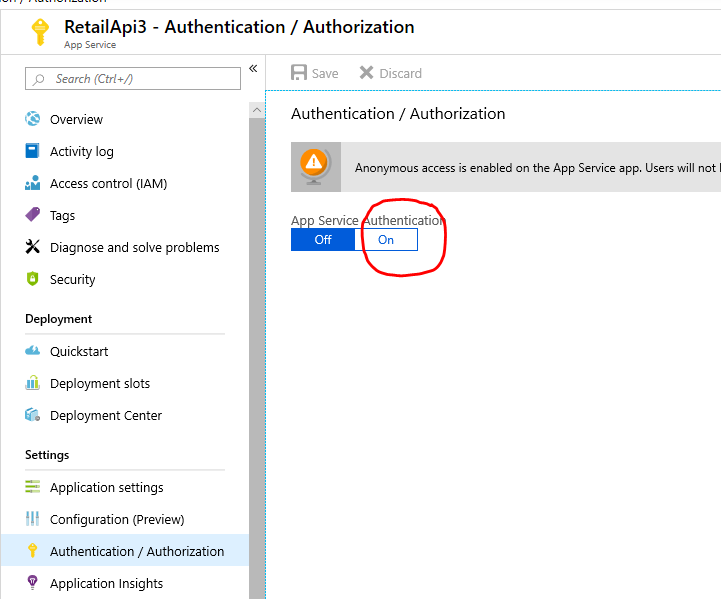 RetailApi3 - Authentication / Authorization
App Service
Search (Ctrl+/)
«
Overview
Activity log
Access control (IAM)
Tags
Diagnose and solve problems
Security
Deployment
Quickstart
Deployment slots
Deployment Center
Settings
Application settings
Configuration (Preview)
Authentication / Authorization
Application Insights
Save
Discard
Authentication / Authorization
Anonymous access is enabled on the App Service app. Users will not
App Service Authentication
Off
On